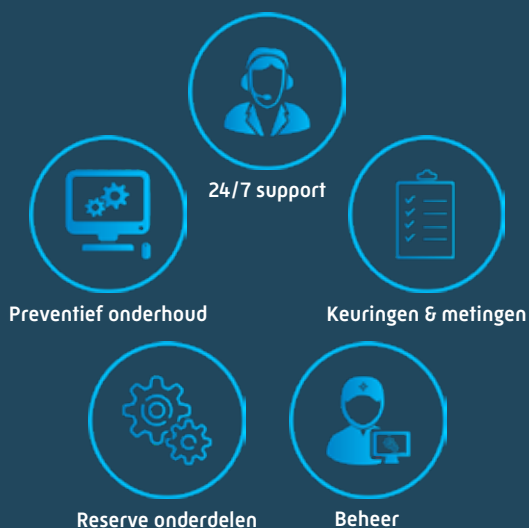 24/7 support
Preventief onderhoud
Keuringen & metingen
Reserve onderdelen
Beheer